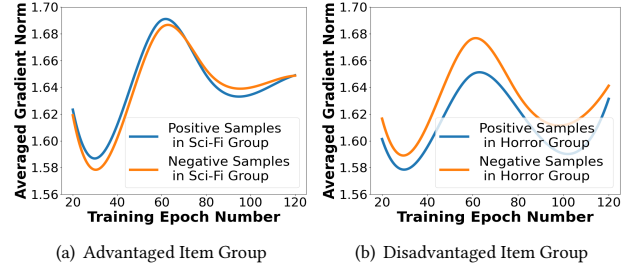 Averaged Gradient Norm
1.70
1.68
1.66
1.64
1.62
1.60
1.58
1.56
20 40 60 80 100 120
Training Epoch Number
Positive Samples
in Sci-Fi Group
Negative Samples
in Sci-Fi Group
(a) Advantaged Item Group
Averaged Gradient Norm
1.70
1.68
1.66
1.64
1.62
1.60
1.58
1.56
20 40 60 80 100 120
Training Epoch Number
Positive Samples
in Horror Group
Negative Samples
in Horror Group
(b) Disadvantaged Item Group